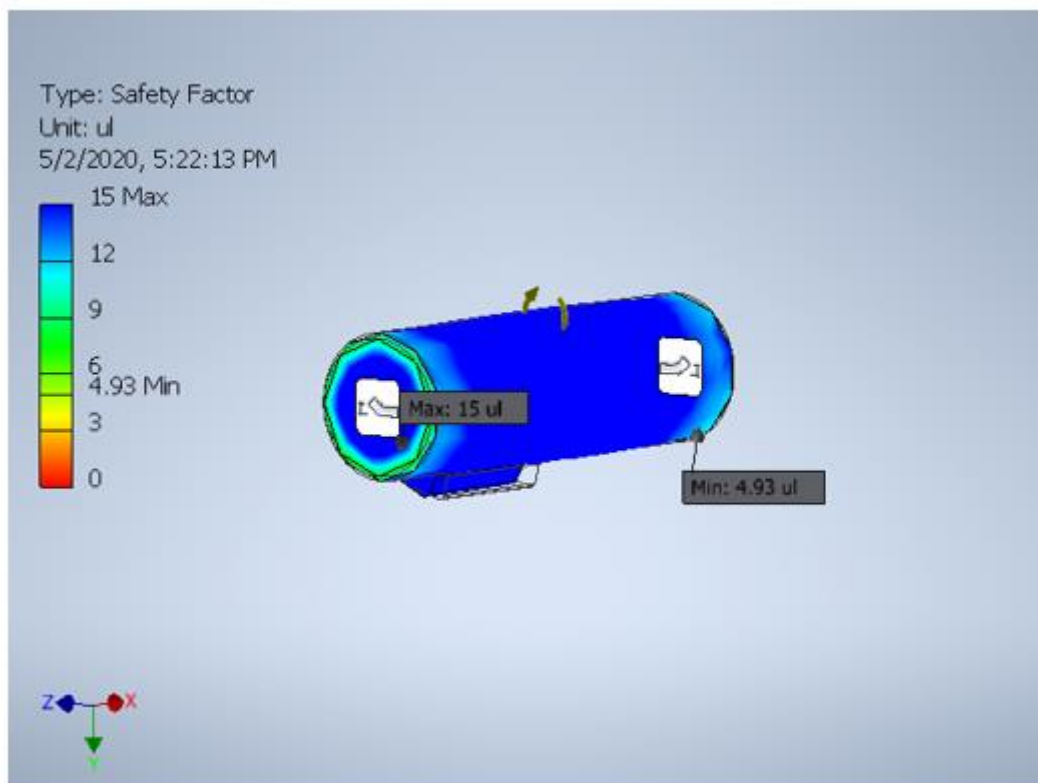 Type: Safety Factor
Unit: ul
5/2/2020, 5:22:13 PM
15 Max
12
9
6
4.93 Min
3
0
Max: 15 ul
Min: 4.93 ul
Z
X
Y